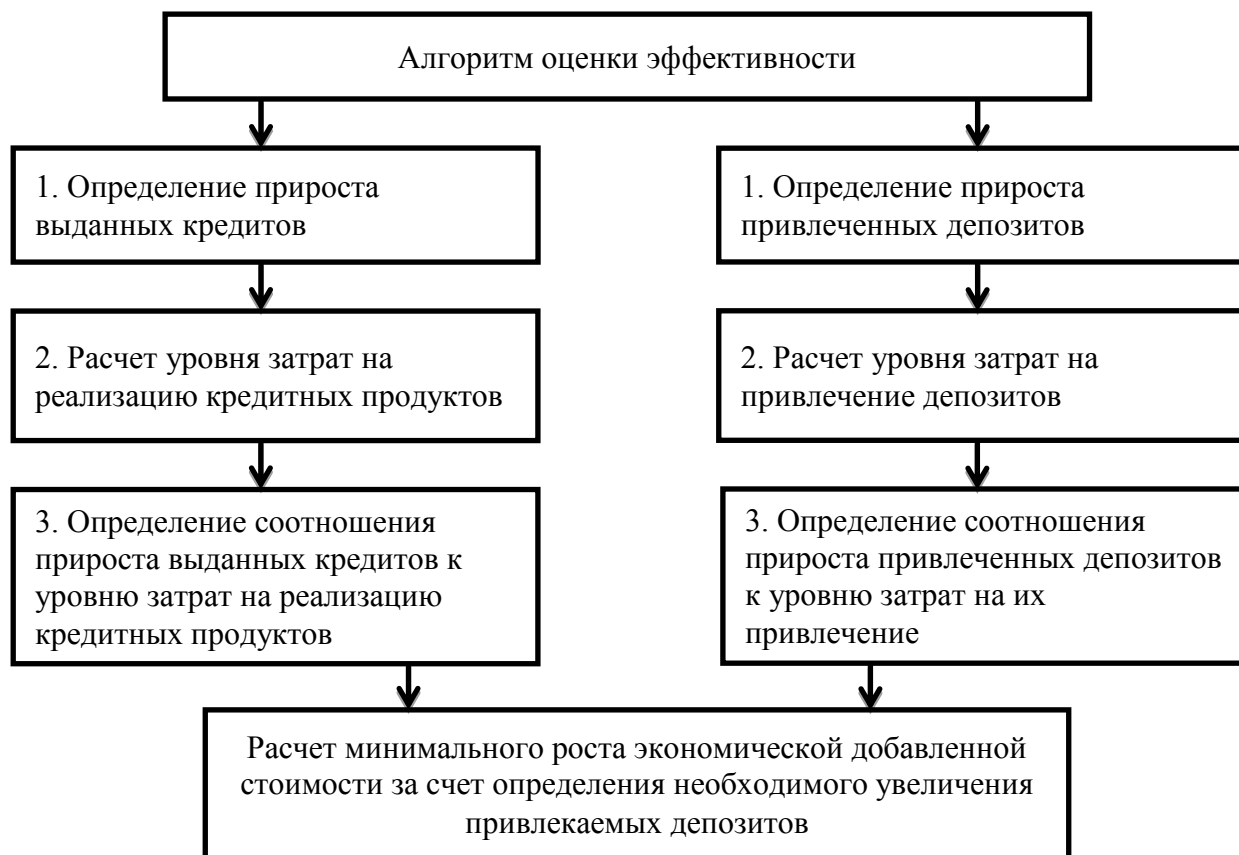 Алгоритм оценки эффективности
1. Определение прироста
выданных кредитов
1. Определение прироста
привлеченных депозитов
2. Расчет уровня затрат на
реализацию кредитных продуктов
2. Расчет уровня затрат на
привлечение депозитов
3. Определение соотношения
прироста выданных кредитов к
уровню затрат на реализацию
кредитных продуктов
3. Определение соотношения
прироста привлеченных депозитов
к уровню затрат на их
привлечение
Расчет минимального роста экономической добавленной
стоимости за счет определения необходимого увеличения
привлекаемых депозитов